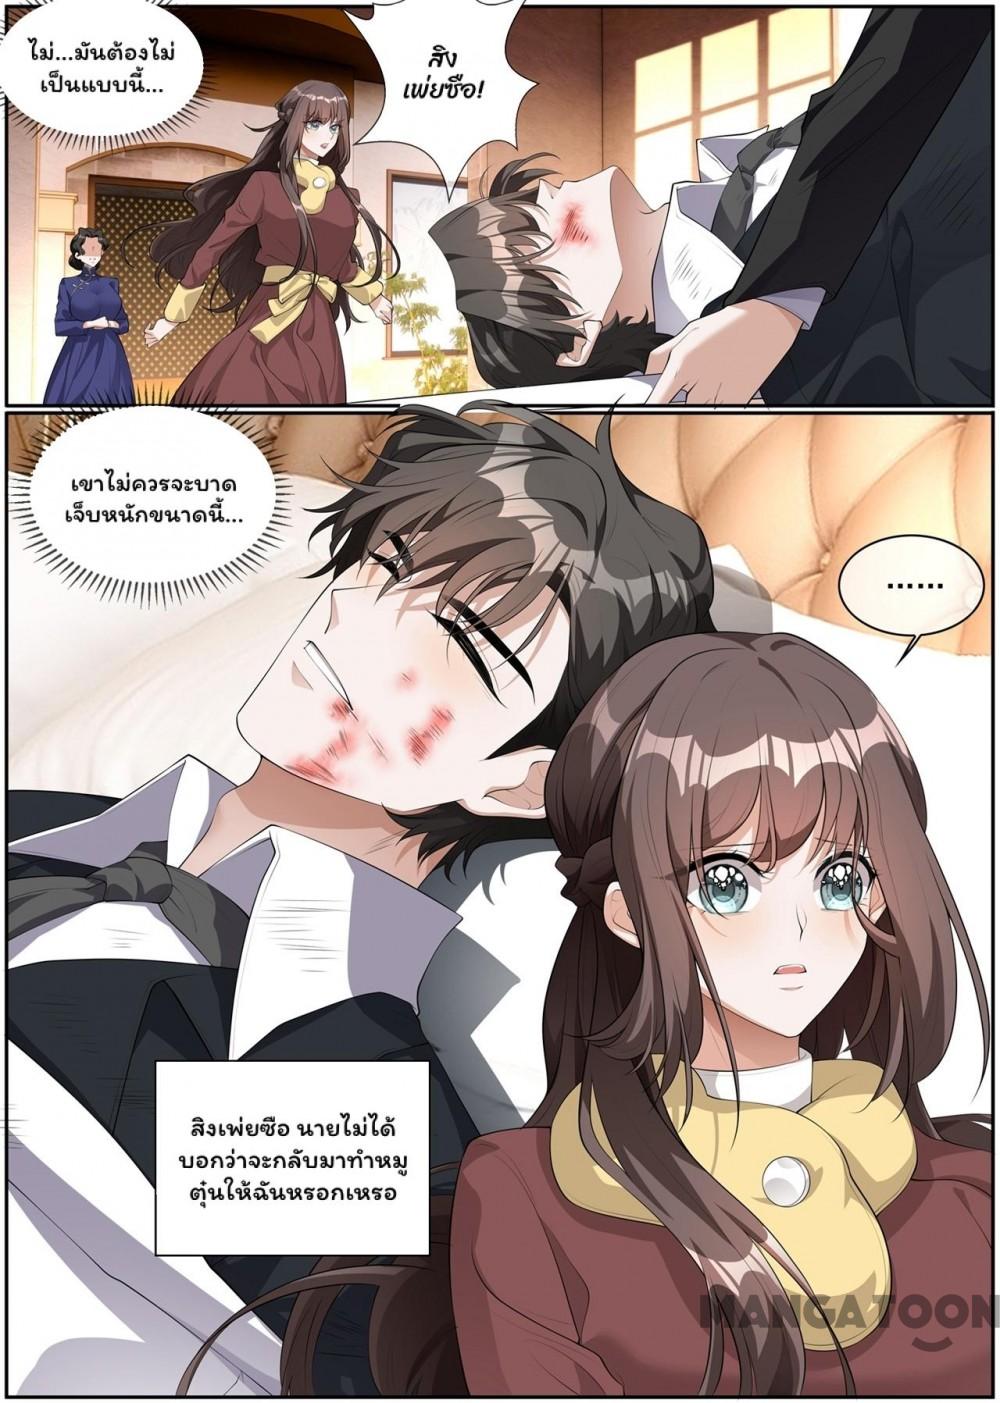 ไม่...มันต้องไม่
เป็นแบบนี้...
สิง
เพ่ยซือ!
เขาไม่ควรจะบาด
เจ็บหนักขนาดนี้...
......
สิงเพ่ยซือ นายไม่ได้
บอกว่าจะกลับมาทำหมู
ตุ๋นให้ฉันหรอกเหรอ
MANGATOON